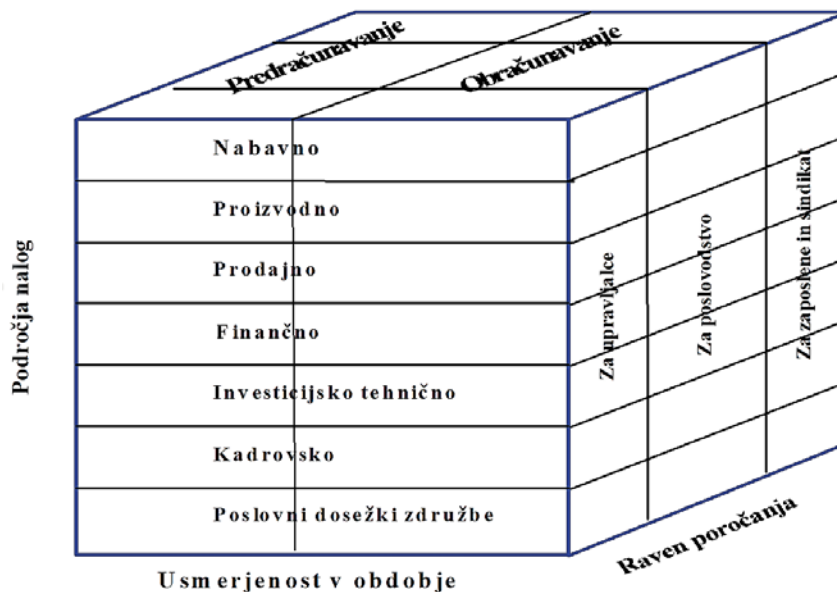 Predračunavanje
Obračunavanje
Nabavno
Proizvodno
Prodajno
Finančno
Investicijsko tehnično
Kadrovsko
Poslovni dosežki združbe
Področja nalog
Za upravljalce
Za poslovodstvo
Za zaposlene in sindikat
Usmerjenost v obdobje
Raven poročanja